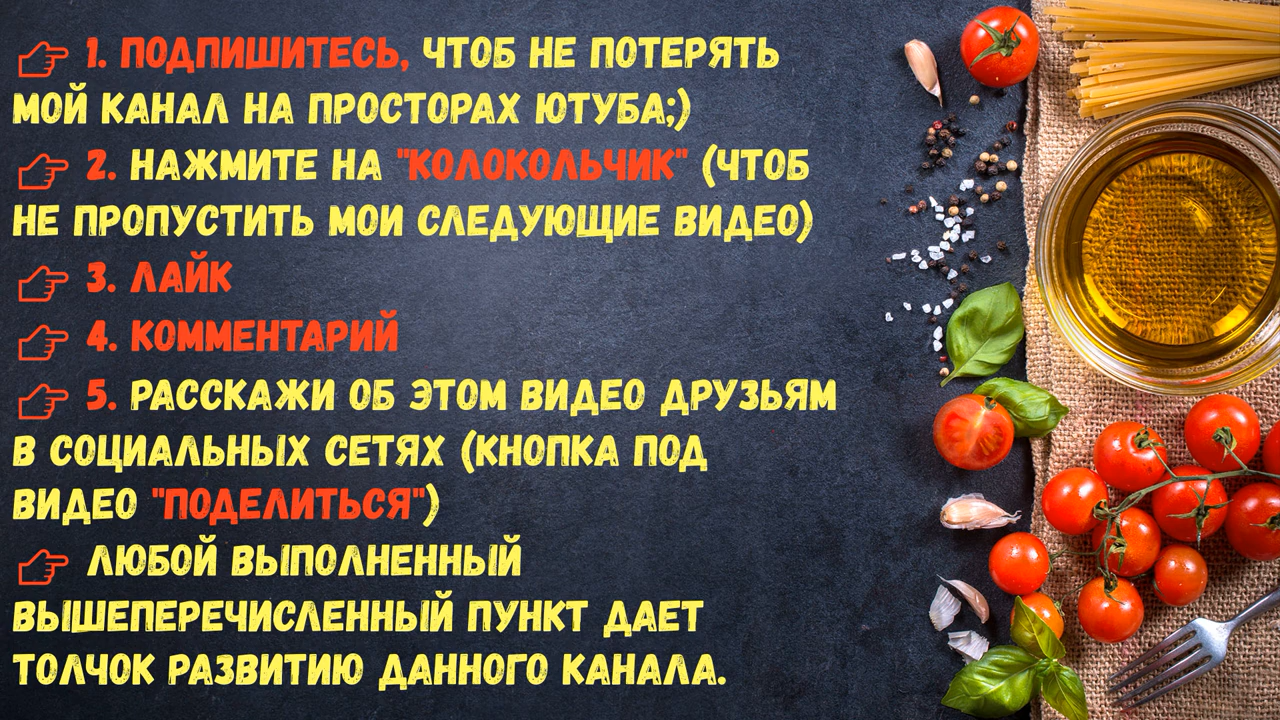 1. ПОДПИШИТЕСЬ, ЧТОБ НЕ ПОТЕРЯТЬ
МОЙ КАНАЛ НА ПРОСТОРАХ ЮТУБА;)
2. НАЖМИТЕ НА "КОЛОКОЛЬЧИК" (ЧТОБ
НЕ ПРОПУСТИТЬ МОИ СЛЕДУЮЩИЕ ВИДЕО)
3. ЛАЙК
4. КОММЕНТАРИЙ
5. РАССКАЖИ ОБ ЭТОМ ВИДЕО ДРУЗЬЯМ
В СОЦИАЛЬНЫХ СЕТЯХ (КНОПКА ПОД
ВИДЕО "ПОДЕЛИТЬСЯ")
ЛЮБОЙ ВЫПОЛНЕННЫЙ
ВЫШЕПЕРЕЧИСЛЕННЫЙ ПУНКТ ДАЕТ
ТОЛЧОК РАЗВИТИЮ ДАННОГО КАНАЛА.